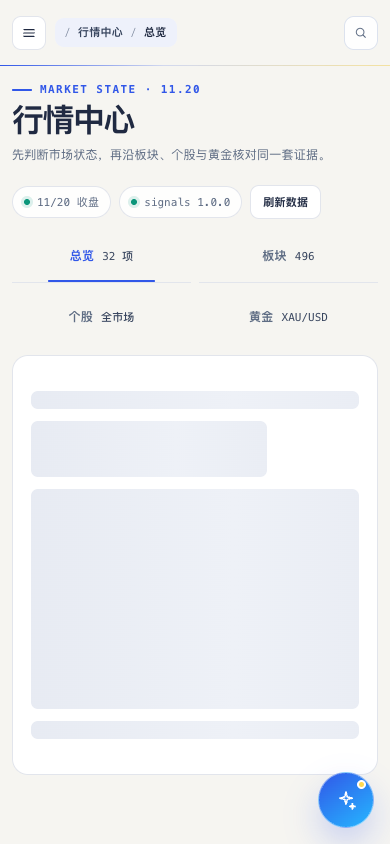 / 行情中心 / 总览
MARKET STATE · 11.20
行情中心
先判断市场状态，再沿板块、个股与黄金核对同一套证据。
11/20 收盘 signals 1.0.0 刷新数据
总览 32 项 板块 496
个股 全市场 黄金 XAU/USD